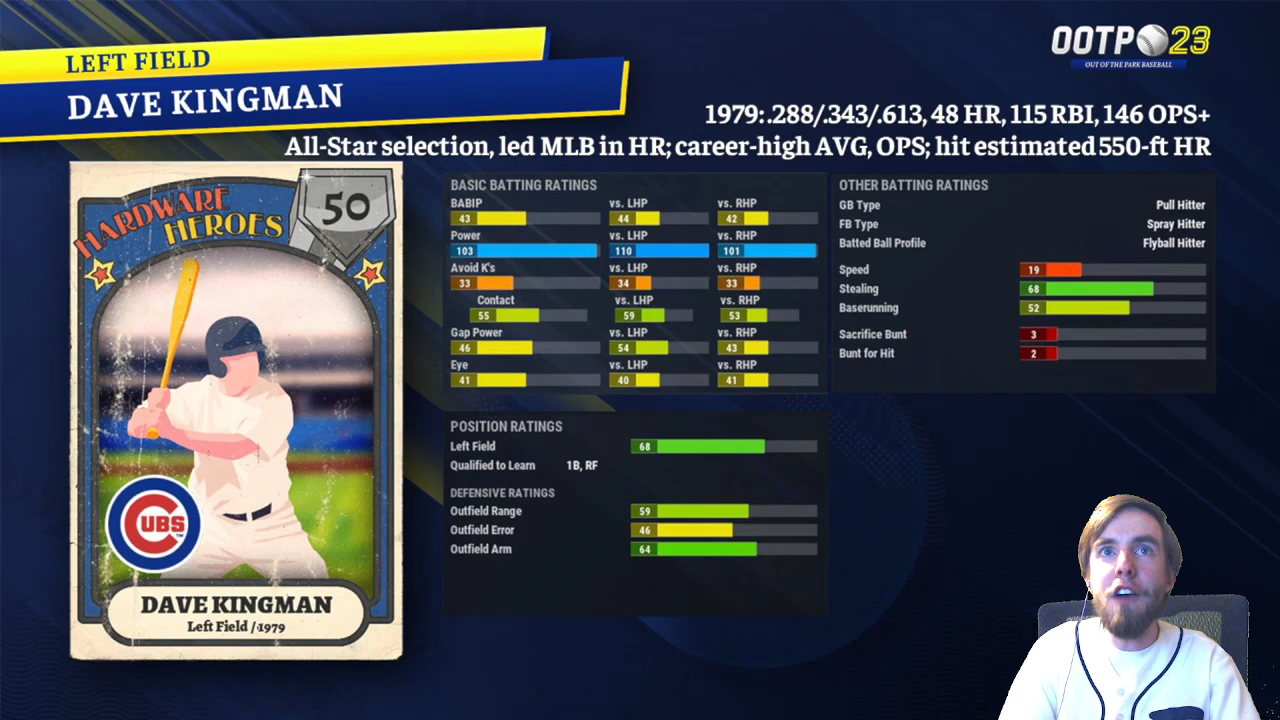 LEFT FIELD
DAVE KINGMAN
OOTP 23
OUT OF THE PARK BASEBALL
1979: .288/.343/.613, 48 HR, 115 RBI, 146 OPS+
All-Star selection, led MLB in HR; career-high AVG, OPS; hit estimated 550-ft HR
HARDWARE
HEROES
50
CUBS
TM
DAVE KINGMAN
Left Field / 1979
BASIC BATTING RATINGS
BABIP vs. LHP vs. RHP
43 44 42
Power vs. LHP vs. RHP
103 110 101
Avoid K's vs. LHP vs. RHP
33 34 33
Contact vs. LHP vs. RHP
55 59 53
Gap Power vs. LHP vs. RHP
46 54 43
Eye vs. LHP vs. RHP
41 40 41
OTHER BATTING RATINGS
GB Type Pull Hitter
FB Type Spray Hitter
Batted Ball Profile Flyball Hitter
Speed 19
Stealing 68
Baserunning 52
Sacrifice Bunt 3
Bunt for Hit 2
POSITION RATINGS
Left Field 68
Qualified to Learn 1B, RF
DEFENSIVE RATINGS
Outfield Range 59
Outfield Error 46
Outfield Arm 64